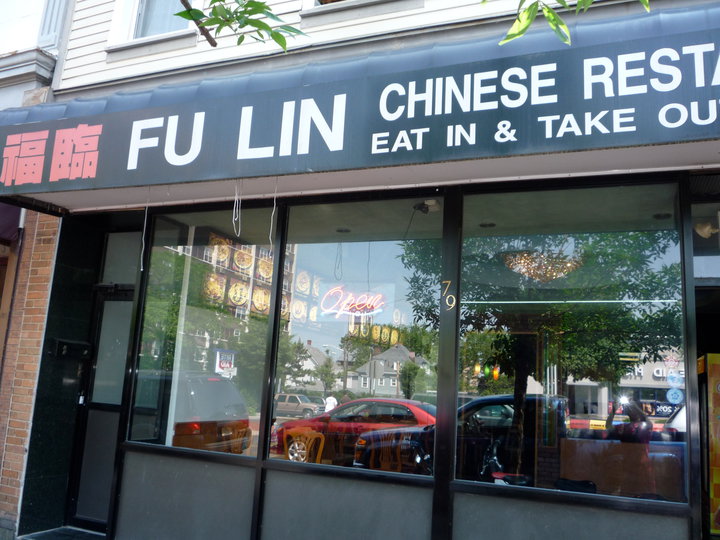 福臨 FU LIN CHINESE RESTA
EAT IN & TAKE OU
Open
79